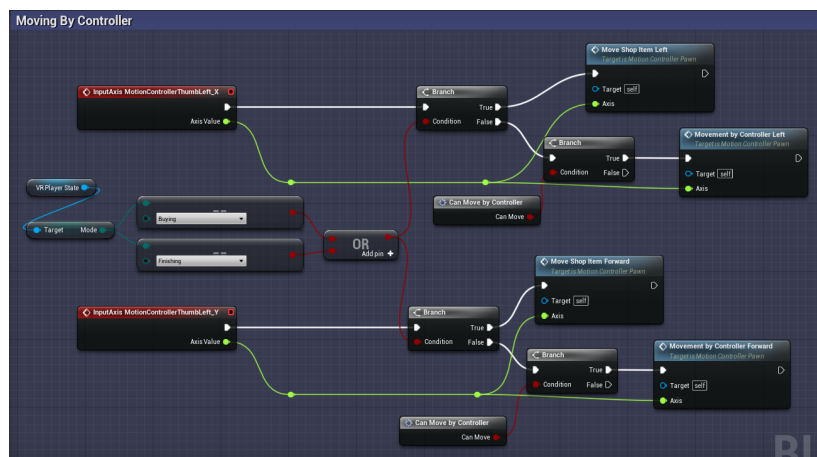 Moving By Controller
Move Shop Item Left
Target is Motion Controller Pawn
Target self
Axis
InputAxis MotionControllerThumbLeft_X
Axis Value
Branch
True
Condition False
Branch
True
Condition False
Movement by Controller Left
Target is Motion Controller Pawn
Target self
Axis
Can Move by Controller
Can Move
VRPlayer State
Target Mode
==
Buying
==
Finishing
OR
Add pin +
Move Shop Item Forward
Target is Motion Controller Pawn
Target self
Axis
InputAxis MotionControllerThumbLeft_Y
Axis Value
Branch
True
Condition False
Branch
True
Condition False
Movement by Controller Forward
Target is Motion Controller Pawn
Target self
Axis
Can Move by Controller
Can Move